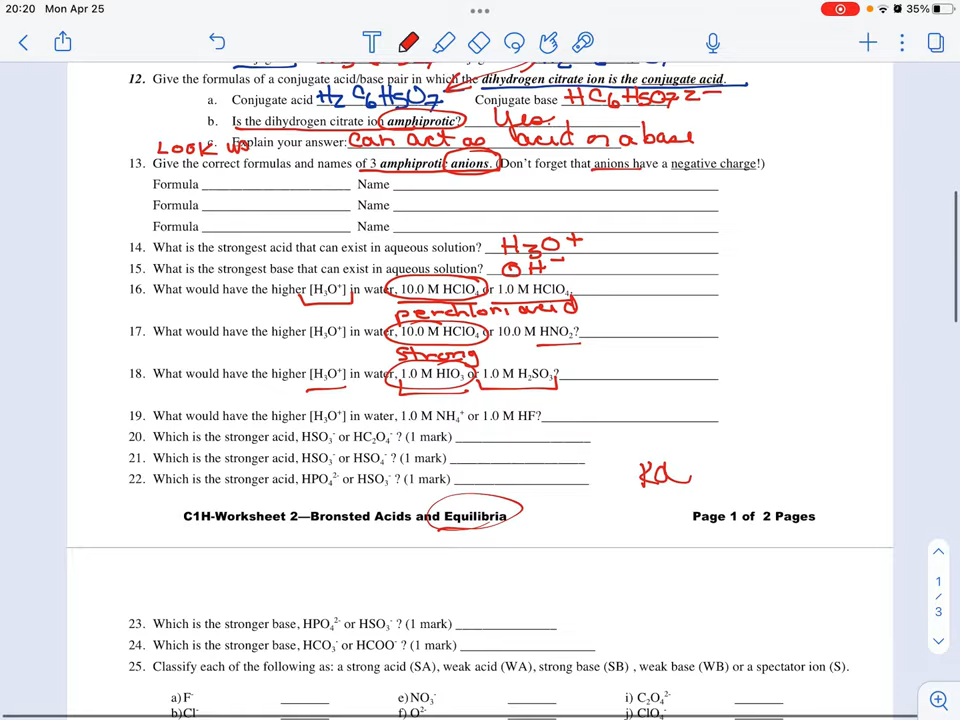 20:20 Mon Apr 25 35%
12. Give the formulas of a conjugate acid/base pair in which the dihydrogen citrate ion is the conjugate acid.
a. Conjugate acid H2 C6H5O7 – Conjugate base HC6H5O7 2–
b. Is the dihydrogen citrate ion amphiprotic? Yes.
c. Explain your answer: can act as acid or a base
LOOK up
13. Give the correct formulas and names of 3 amphiprotic anions. (Don't forget that anions have a negative charge!)
Formula ____ Name ____
Formula ____ Name ____
Formula ____ Name ____
14. What is the strongest acid that can exist in aqueous solution? H3O+
15. What is the strongest base that can exist in aqueous solution? OH–
16. What would have the higher [H3O+] in water, 10.0 M HClO4 or 1.0 M HClO4
perchloric acid
17. What would have the higher [H3O+] in water, 10.0 M HClO4 or 10.0 M HNO2?
strong
18. What would have the higher [H3O+] in water, 1.0 M HIO3 or 1.0 M H2SO3?
19. What would have the higher [H3O+] in water, 1.0 M NH4+ or 1.0 M HF?
20. Which is the stronger acid, HSO3- or HC2O4- ? (1 mark)
21. Which is the stronger acid, HSO3- or HSO4- ? (1 mark)
22. Which is the stronger acid, HPO42- or HSO3- ? (1 mark)
Ka
C1H-Worksheet 2—Bronsted Acids and Equilibria Page 1 of 2 Pages
23. Which is the stronger base, HPO42- or HSO3- ? (1 mark)
24. Which is the stronger base, HCO3- or HCOO- ? (1 mark)
25. Classify each of the following as: a strong acid (SA), weak acid (WA), strong base (SB) , weak base (WB) or a spectator ion (S).
a) F- e) NO3- i) C2O42-
b) Cl- f) O2- j) ClO4-
1
/
3